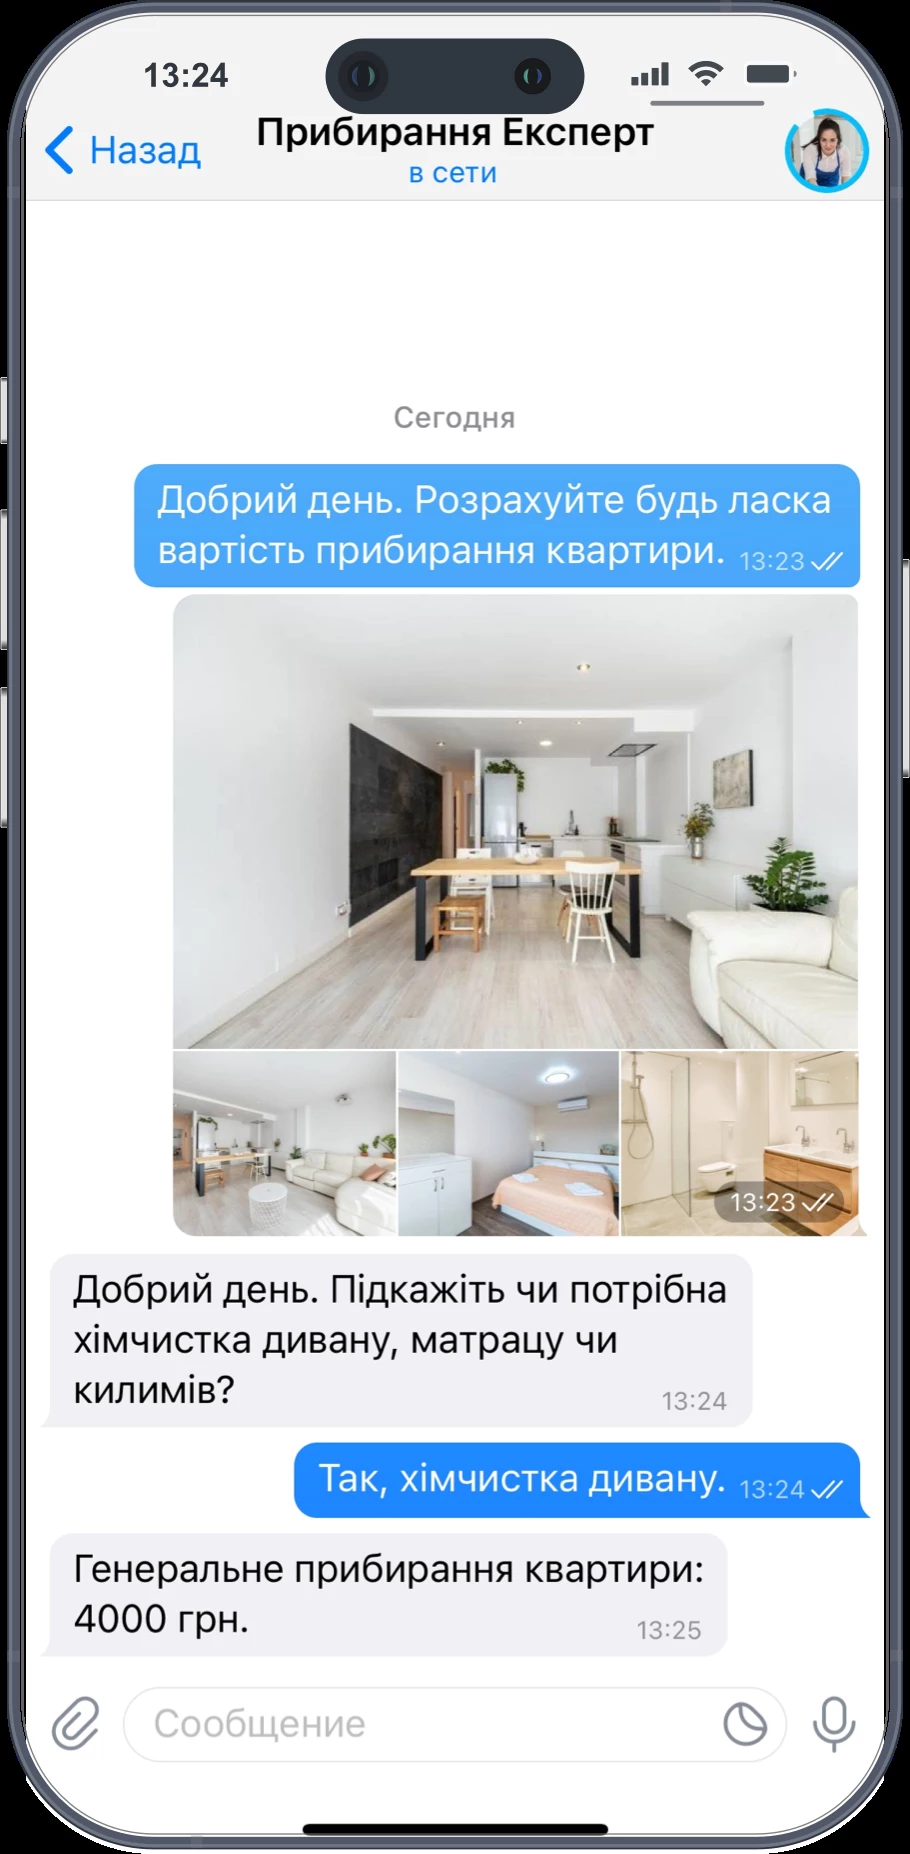 13:24
Назад
Прибирання Експерт
в сети
Сегодня
Добрий день. Розрахуйте будь ласка
вартість прибирання квартири. 13:23
13:23
Добрий день. Підкажіть чи потрібна
хімчистка дивану, матрацу чи
килимів? 13:24
Так, хімчистка дивану. 13:24
Генеральне прибирання квартири:
4000 грн. 13:25
Сообщение